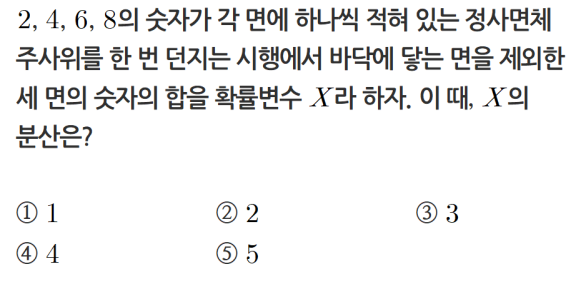 2, 4, 6, 8의 숫자가 각 면에 하나씩 적혀 있는 정사면체
주사위를 한 번 던지는 시행에서 바닥에 닿는 면을 제외한
세 면의 숫자의 합을 확률변수 X라 하자. 이 때, X의
분산은?
① 1 ② 2 ③ 3
④ 4 ⑤ 5